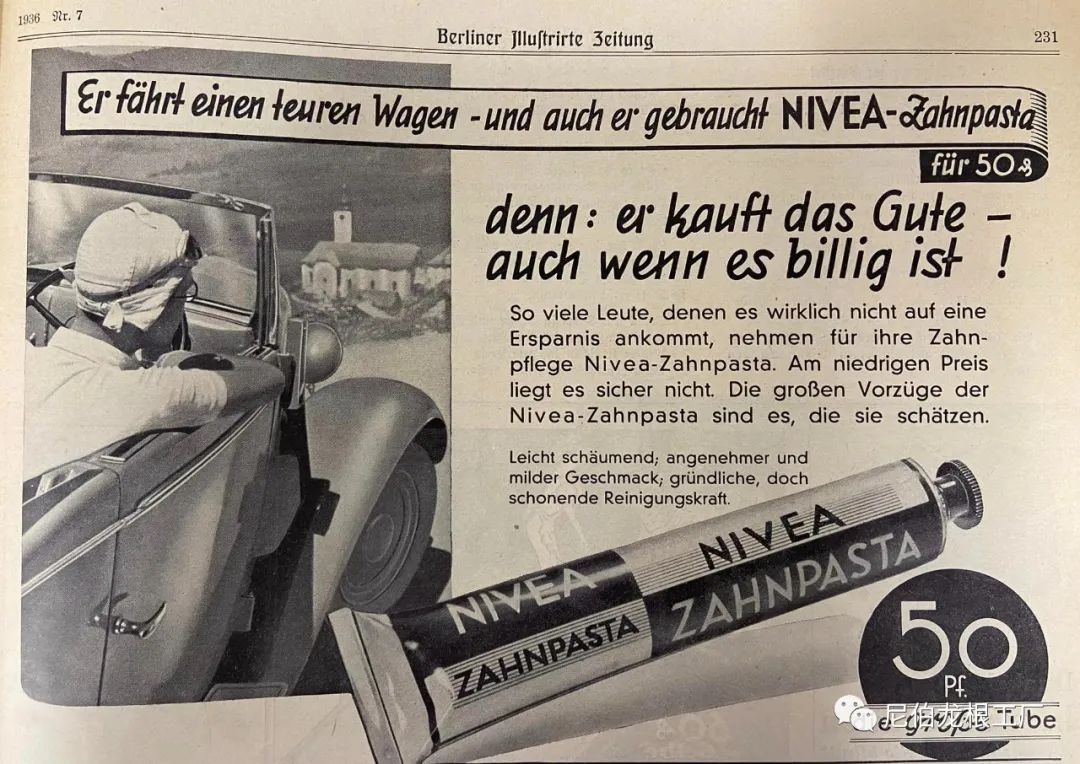 1936 Nr. 7
Berliner Illustrirte Zeitung
231
Er fährt einen teuren Wagen - und auch er gebraucht NIVEA-Zahnpasta
für 50 ₰
denn: er kauft das Gute –
auch wenn es billig ist !
So viele Leute, denen es wirklich nicht auf eine
Ersparnis ankommt, nehmen für ihre Zahn-
pflege Nivea-Zahnpasta. Am niedrigen Preis
liegt es sicher nicht. Die großen Vorzüge der
Nivea-Zahnpasta sind es, die sie schätzen.
Leicht schäumend; angenehmer und
milder Geschmack; gründliche, doch
schonende Reinigungskraft.
NIVEA
ZAHNPASTA
NIVEA
ZAHNPASTA
50
Pf.
große Tube
尼伯龙根工厂